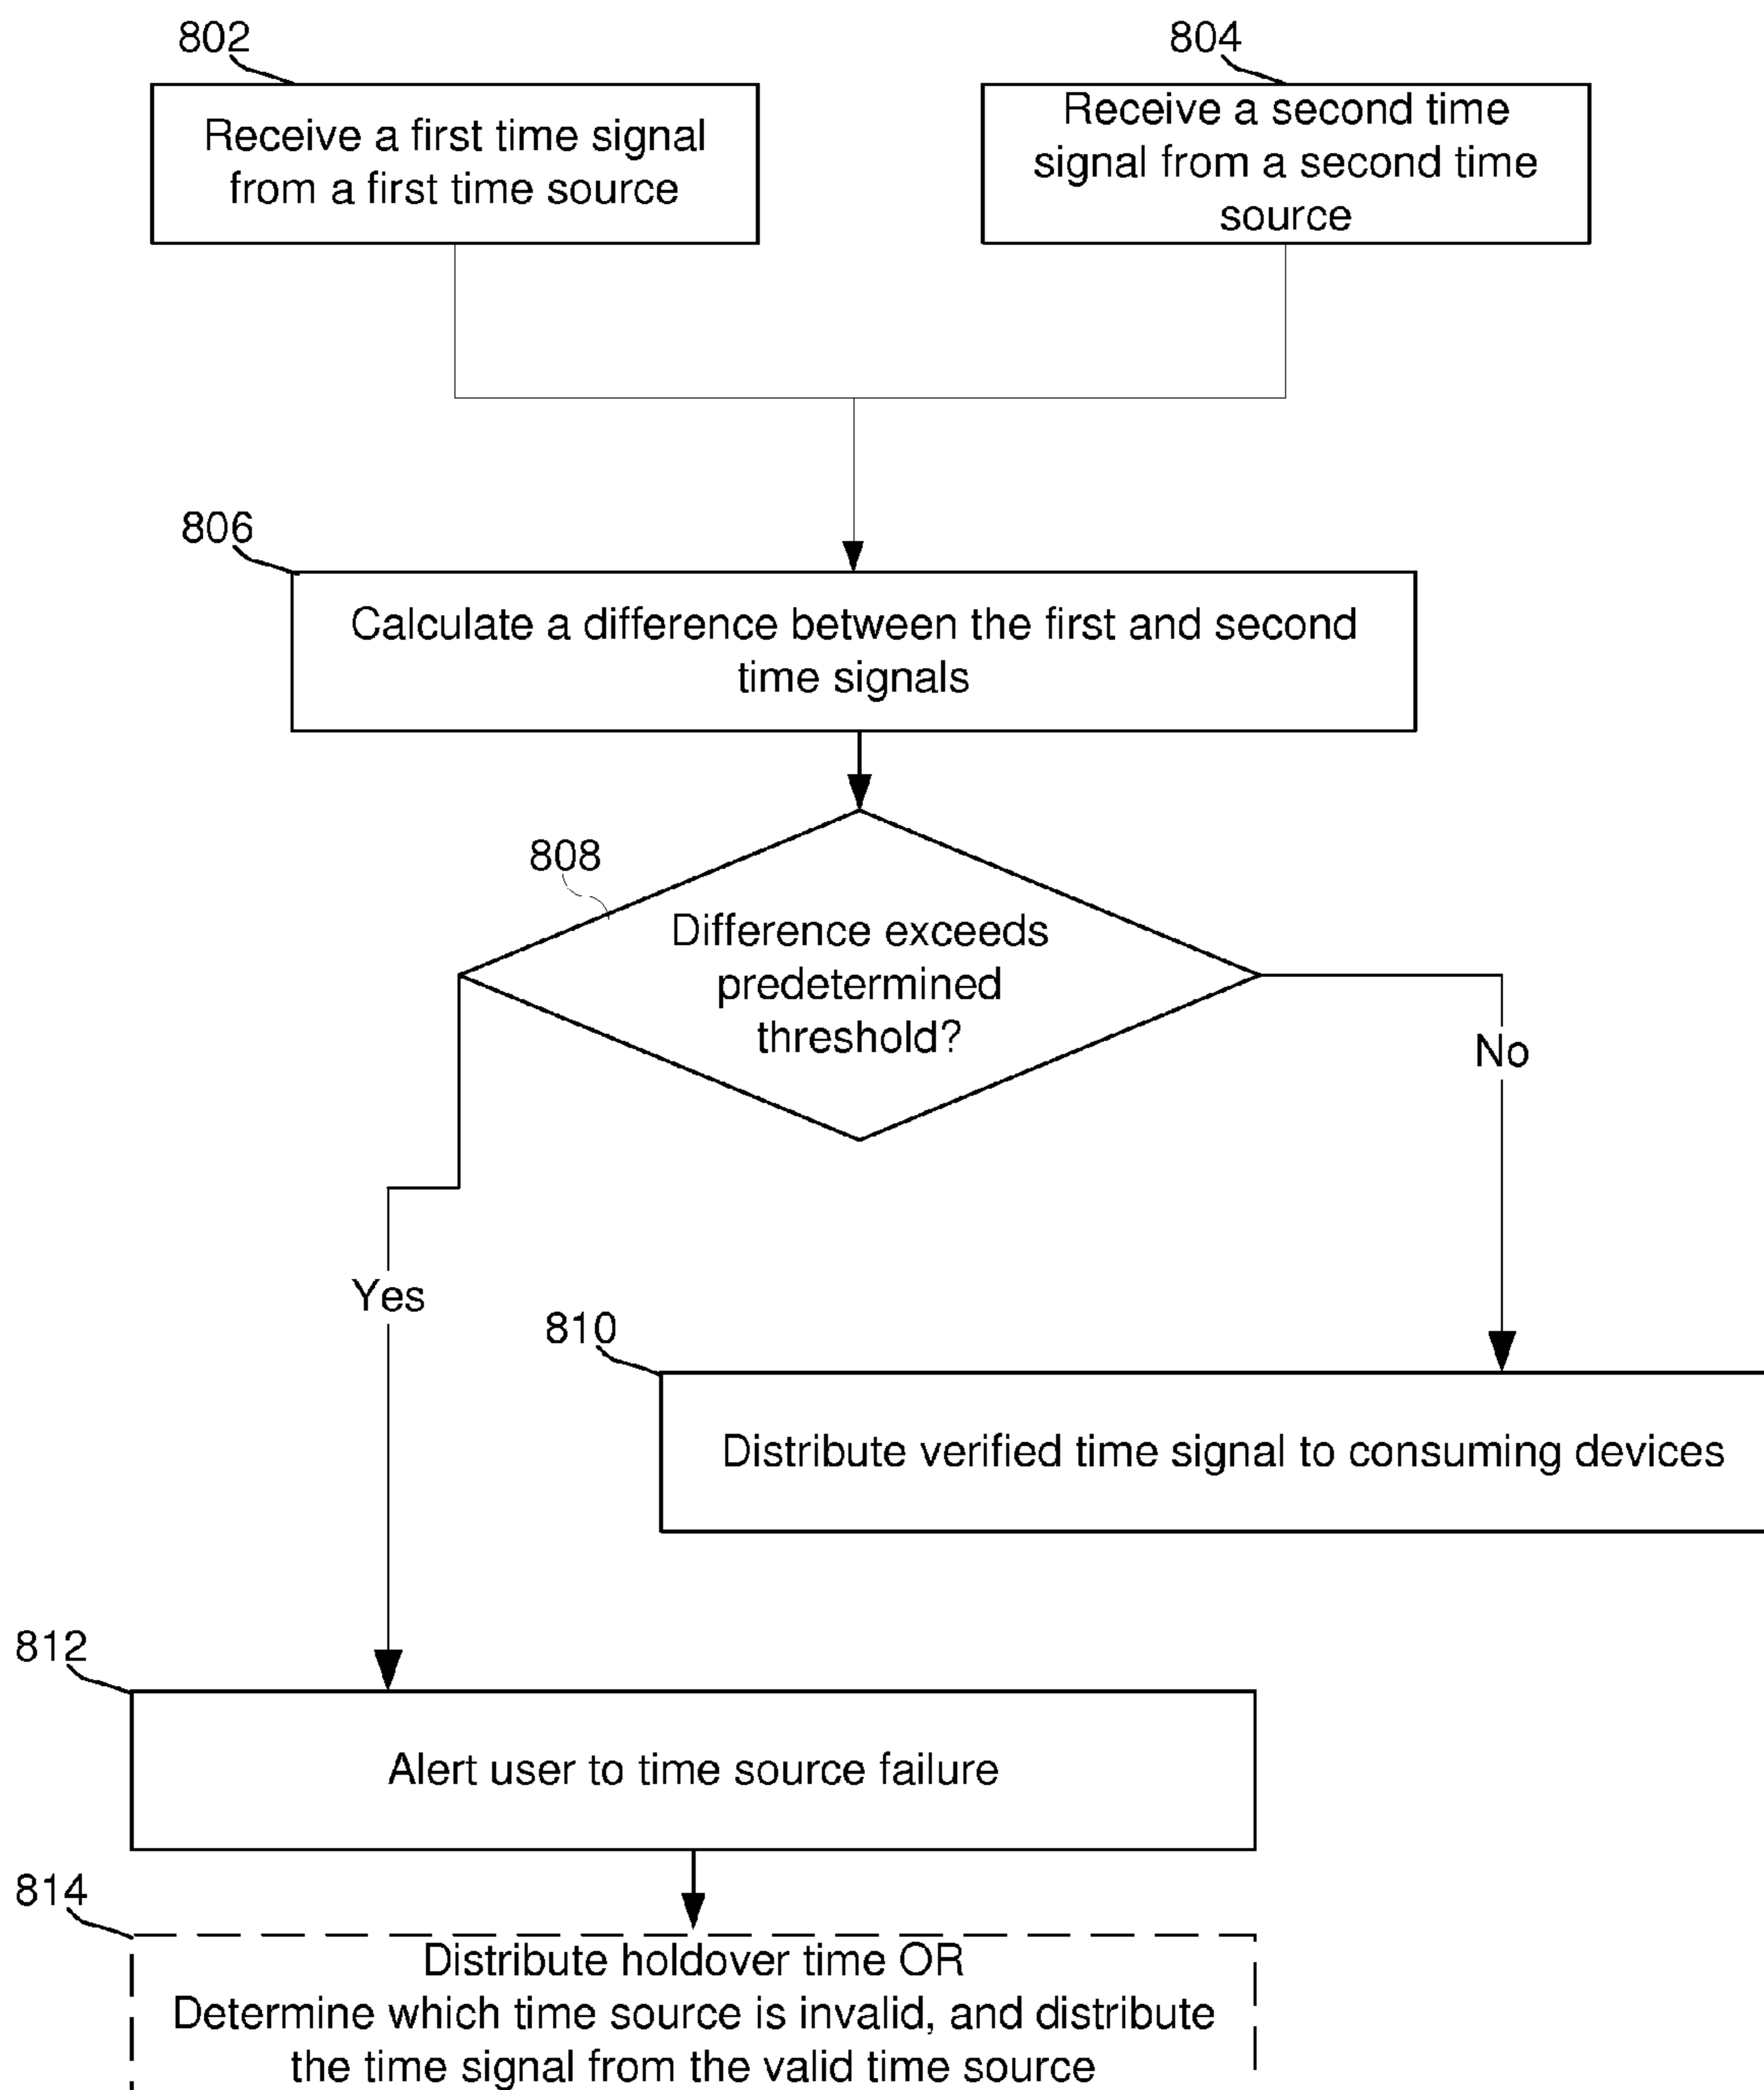 802
Receive a first time signal
from a first time source
804
Receive a second time
signal from a second time
source
806
Calculate a difference between the first and second
time signals
808
Difference exceeds
predetermined
threshold?
No
Yes
810
Distribute verified time signal to consuming devices
812
Alert user to time source failure
814
Distribute holdover time OR
Determine which time source is invalid, and distribute
the time signal from the valid time source